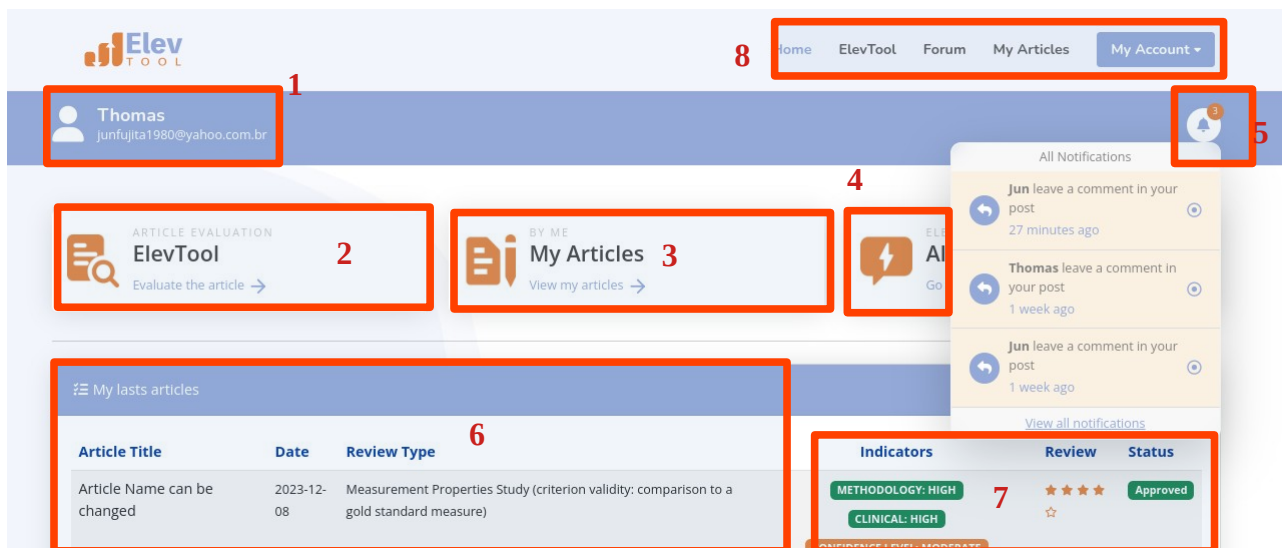 Elev
TOOL
8
Home
ElevTool
Forum
My Articles
My Account
1
Thomas
junfujita1980@yahoo.com.br
3
5
All Notifications
Jun leave a comment in your
post
27 minutes ago
Thomas leave a comment in
your post
1 week ago
Jun leave a comment in your
post
1 week ago
View all notifications
ARTICLE EVALUATION
ElevTool
Evaluate the article
2
BY ME
My Articles
View my articles
3
4
Go
My lasts articles
6
Article Title
Date
Review Type
Indicators
Review
Status
Article Name can be
changed
2023-12-
08
Measurement Properties Study (criterion validity: comparison to a
gold standard measure)
METHODOLOGY: HIGH
CLINICAL: HIGH
CONFIDENCE LEVEL: MODERATE
7
Approved